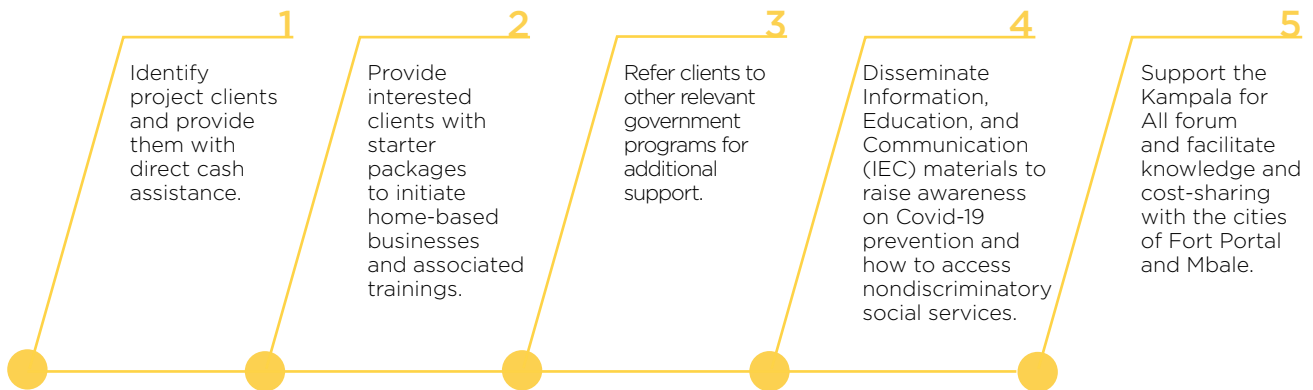 1
Identify
project clients
and provide
them with
direct cash
assistance.
2
Provide
interested
clients with
starter
packages
to initiate
home-based
businesses
and associated
trainings.
3
Refer clients to
other relevant
government
programs for
additional
support.
4
Disseminate
Information,
Education, and
Communication
(IEC) materials to
raise awareness
on Covid-19
prevention and
how to access
nondiscriminatory
social services.
5
Support the
Kampala for
All forum
and facilitate
knowledge and
cost-sharing
with the cities
of Fort Portal
and Mbale.